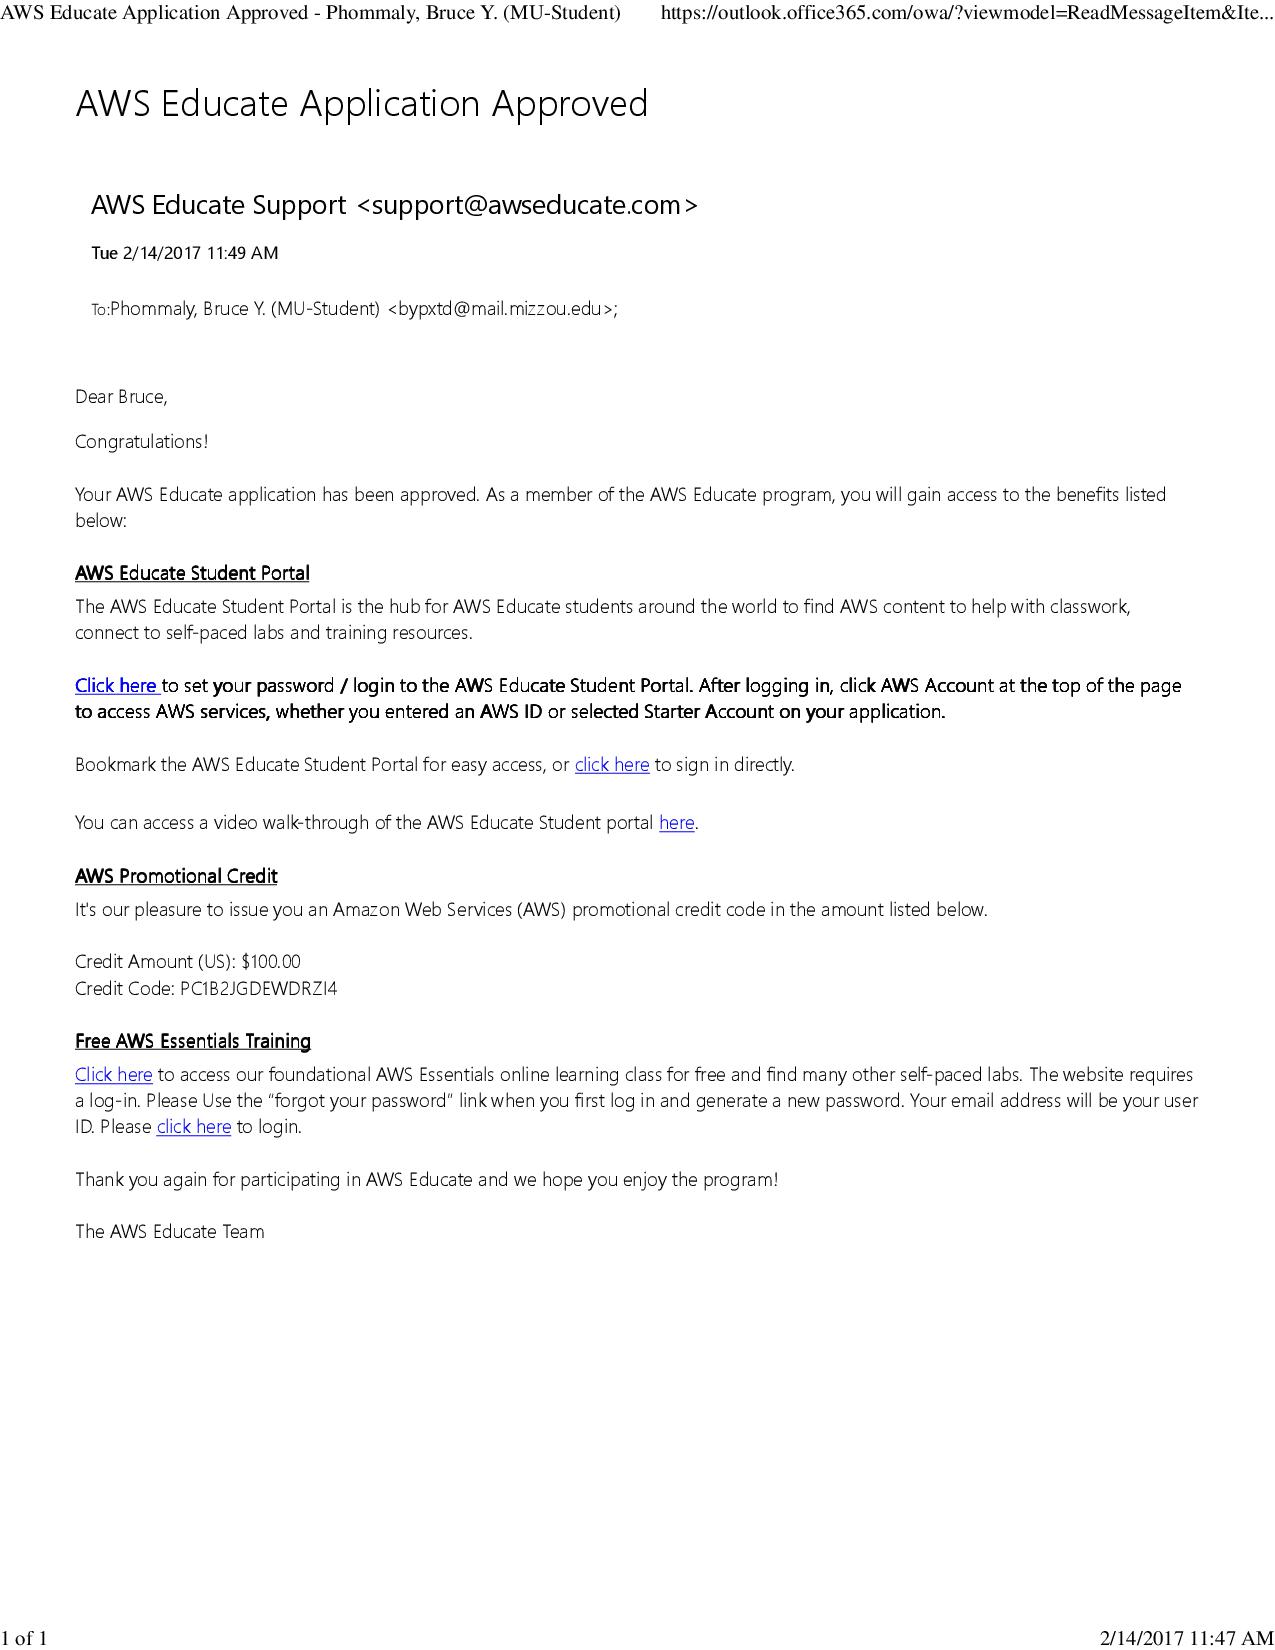 AWS Educate Application Approved - Phommaly, Bruce Y. (MU-Student) https://outlook.office365.com/owa/?viewmodel=ReadMessageItem&Ite...
AWS Educate Application Approved
AWS Educate Support <support@awseducate.com>
Tue 2/14/2017 11:49 AM
To:Phommaly, Bruce Y. (MU-Student) <bypxtd@mail.mizzou.edu>;
Dear Bruce,
Congratulations!
Your AWS Educate application has been approved. As a member of the AWS Educate program, you will gain access to the benefits listed
below:
AWS Educate Student Portal
The AWS Educate Student Portal is the hub for AWS Educate students around the world to find AWS content to help with classwork,
connect to self-paced labs and training resources.
Click here to set your password / login to the AWS Educate Student Portal. After logging in, click AWS Account at the top of the page
to access AWS services, whether you entered an AWS ID or selected Starter Account on your application.
Bookmark the AWS Educate Student Portal for easy access, or click here to sign in directly.
You can access a video walk-through of the AWS Educate Student portal here.
AWS Promotional Credit
It's our pleasure to issue you an Amazon Web Services (AWS) promotional credit code in the amount listed below.
Credit Amount (US): $100.00
Credit Code: PC1B2JGDEWDRZI4
Free AWS Essentials Training
Click here to access our foundational AWS Essentials online learning class for free and find many other self-paced labs. The website requires
a log-in. Please Use the “forgot your password” link when you first log in and generate a new password. Your email address will be your user
ID. Please click here to login.
Thank you again for participating in AWS Educate and we hope you enjoy the program!
The AWS Educate Team
1 of 1 2/14/2017 11:47 AM